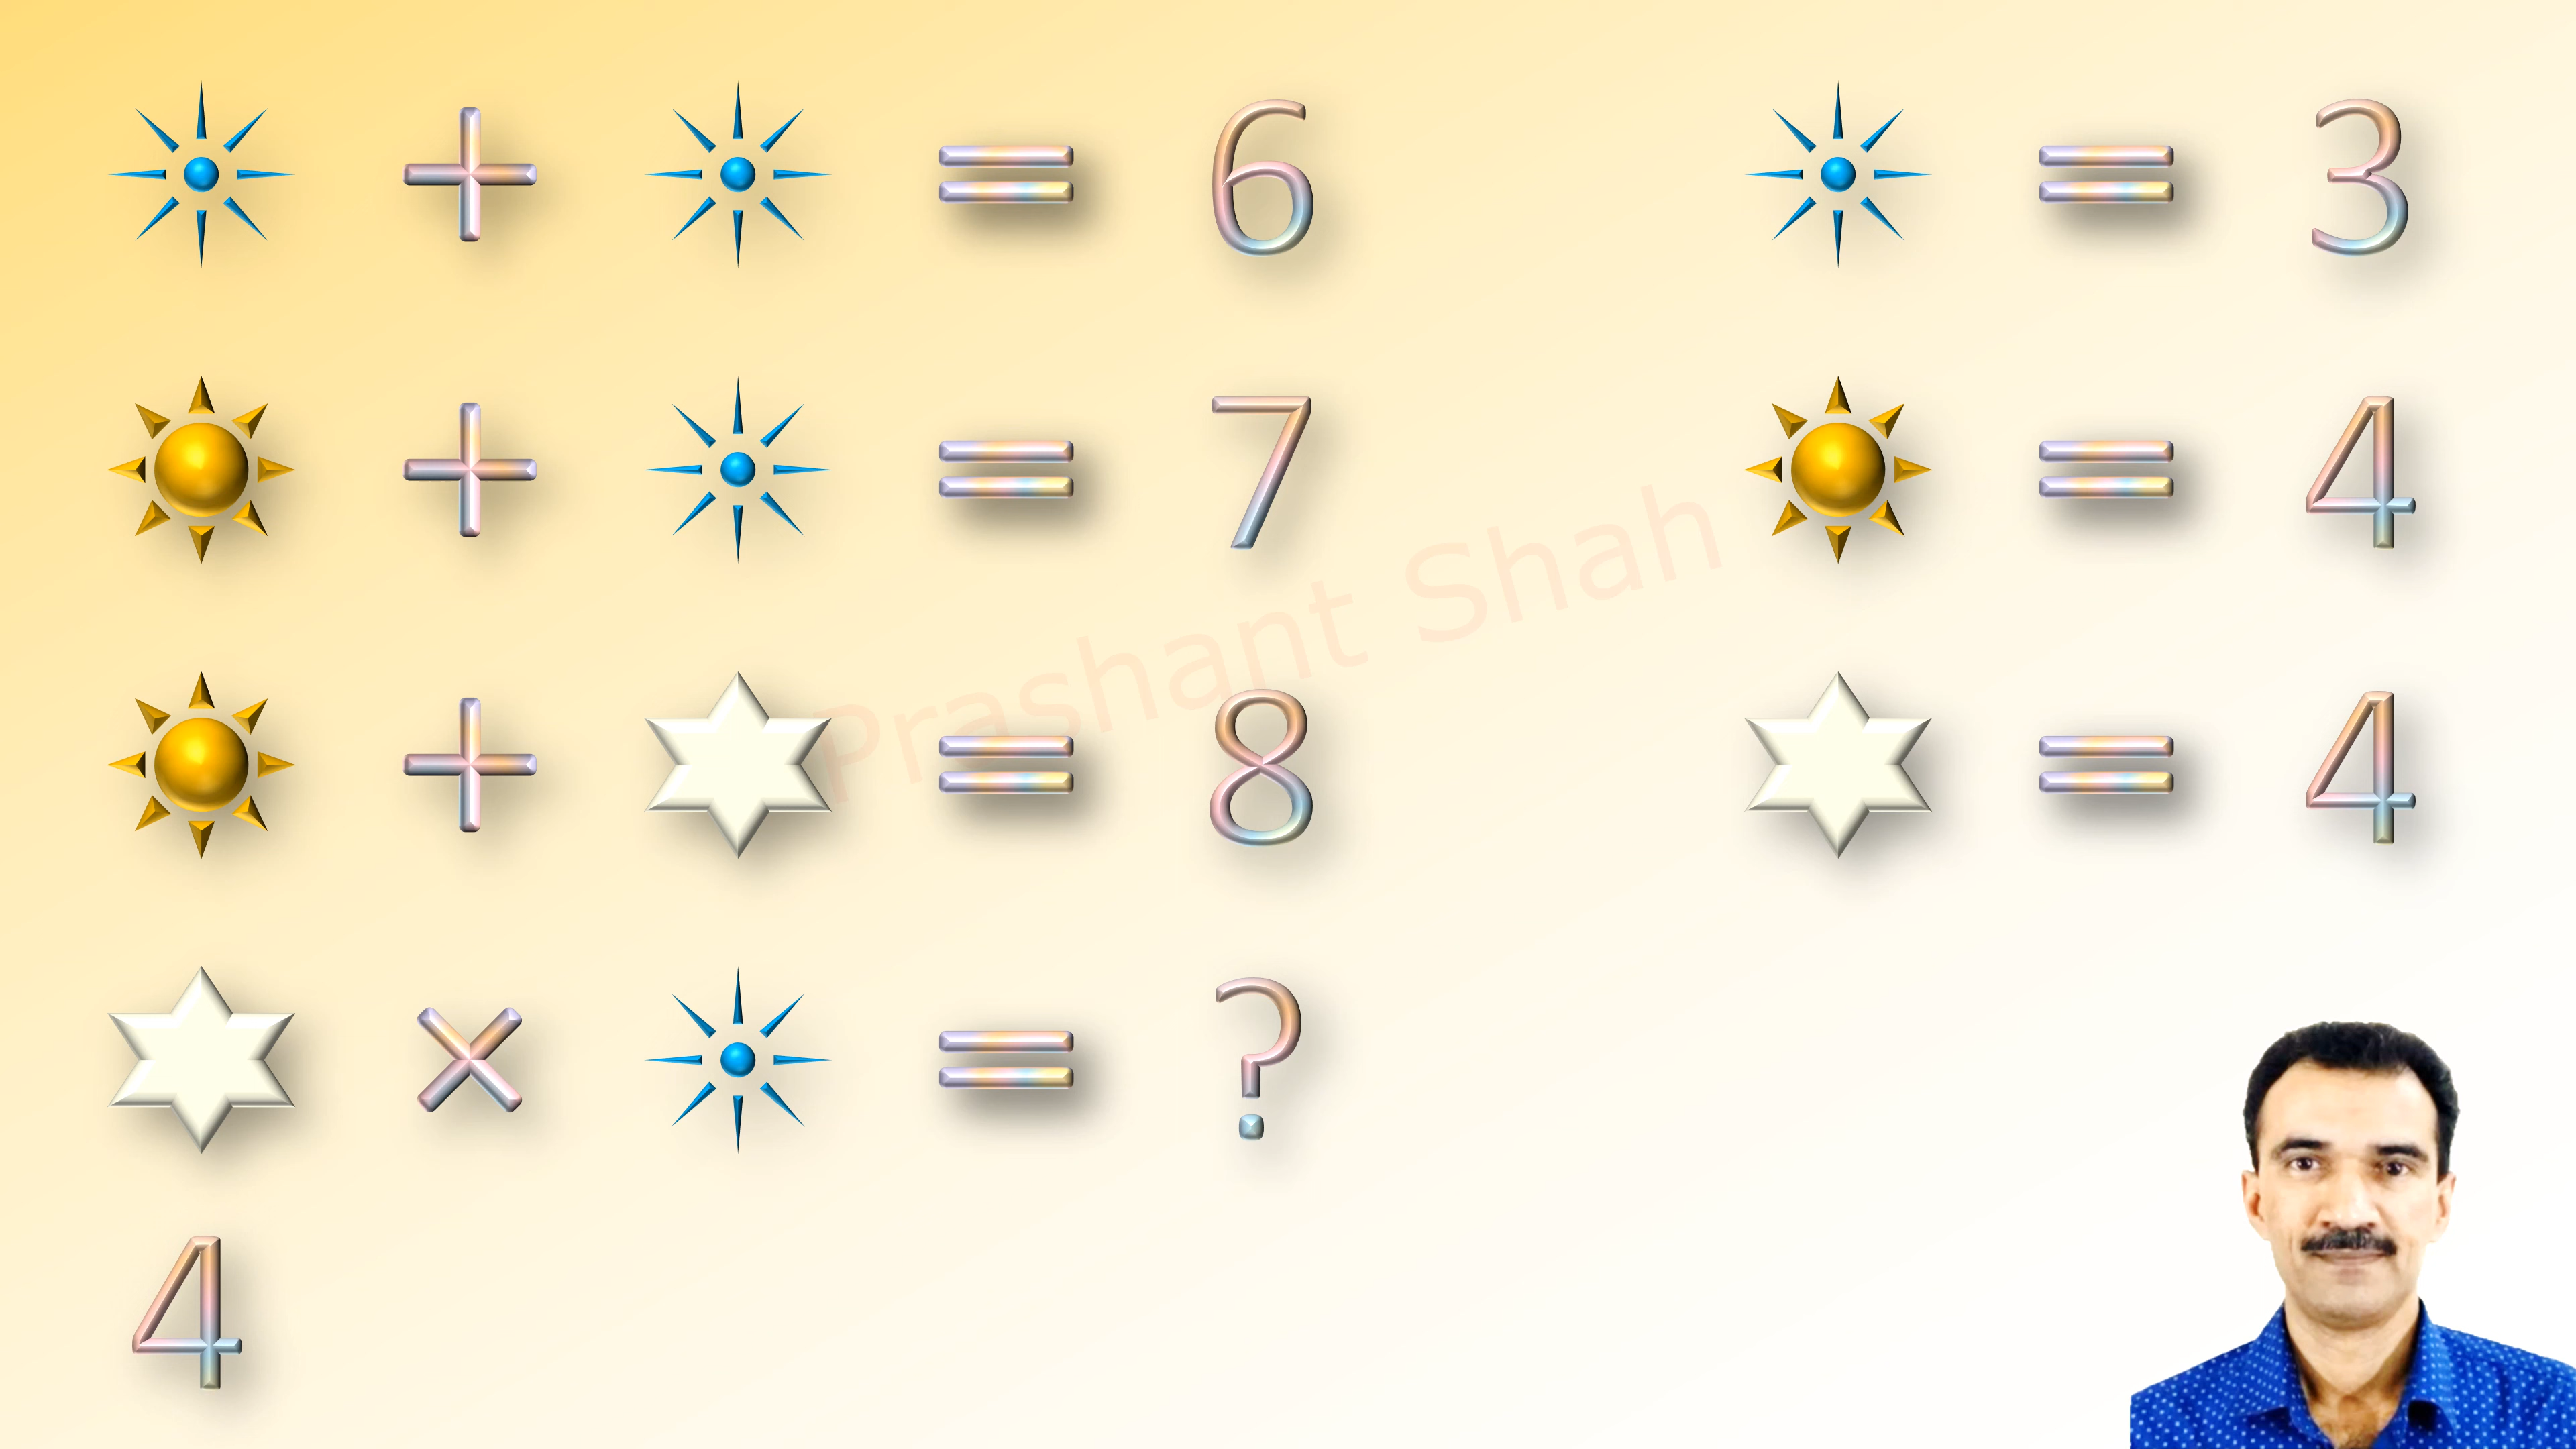 + = 6 = 3
+ = 7 = 4
Prashant Shah
+ = 8 = 4
× = ?
4